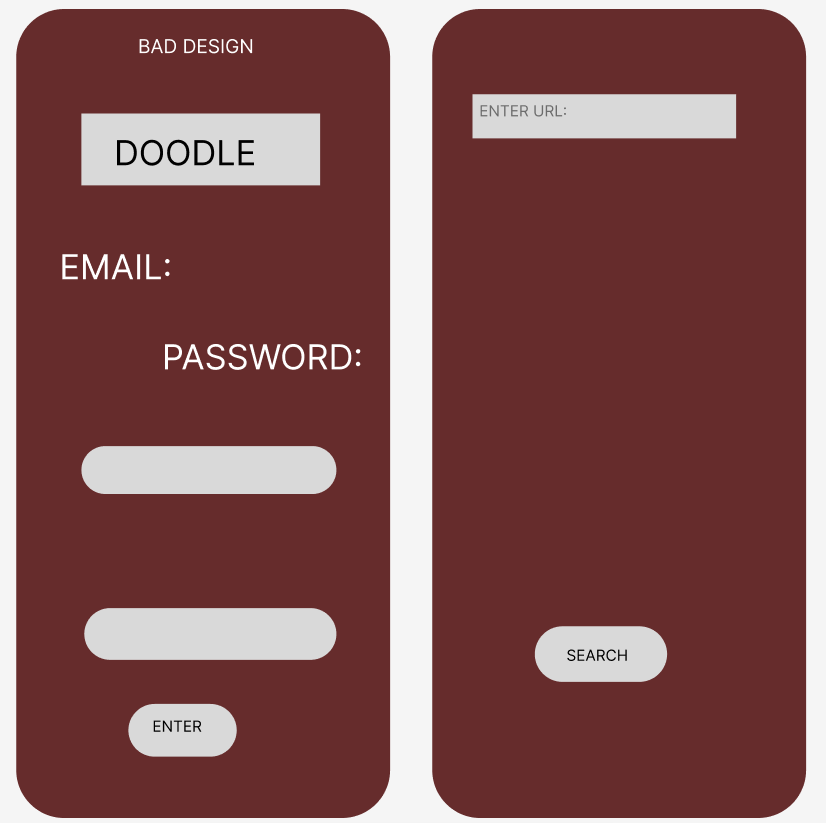 BAD DESIGN
DOODLE
EMAIL:
PASSWORD:
ENTER
ENTER URL:
SEARCH